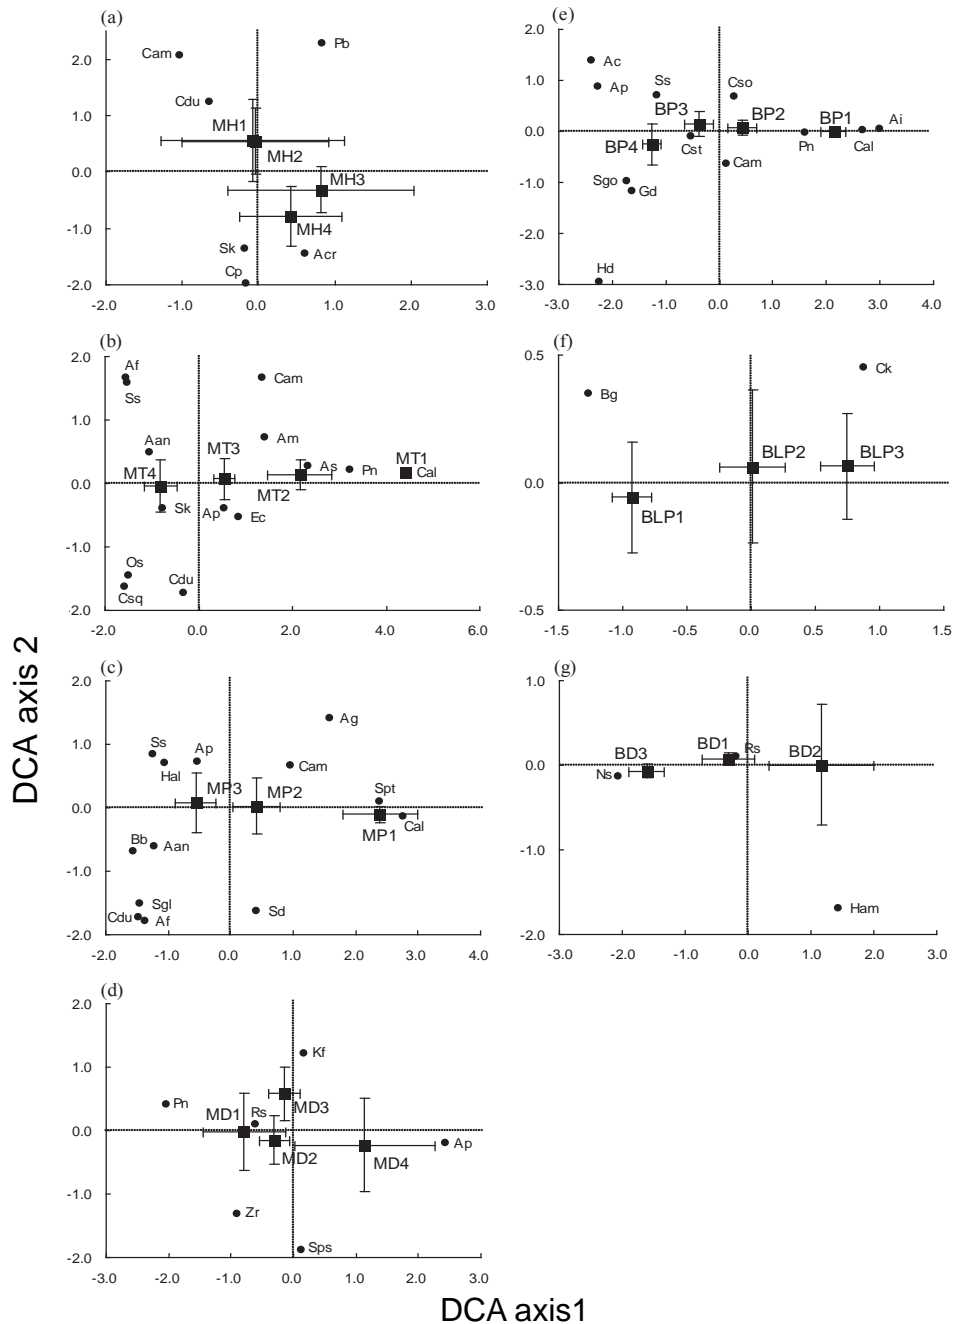 (a)
2.0
1.0
0.0
-1.0
-2.0
-2.0 -1.0 0.0 1.0 2.0 3.0
Cam
Pb
Cdu
MH1
MH2
MH3
MH4
Sk
Acr
Cp
(b)
2.0
1.0
0.0
-1.0
-2.0
-2.0 0.0 2.0 4.0 6.0
Af
Ss
Cam
Aan
Am
MT3
MT1
As
Pn
Cal
MT4
MT2
Sk
Ap
Ec
Os
Csq
Cdu
(c)
2.0
1.0
0.0
-1.0
-2.0
-2.0 -1.0 0.0 1.0 2.0 3.0 4.0
Ag
Ss
Ap
Hal
Cam
MP3
MP2
Spt
MP1
Cal
Bb
Aan
Sgl
Cdu
Af
Sd
(d)
2.0
1.0
0.0
-1.0
-2.0
-3.0 -2.0 -1.0 0.0 1.0 2.0 3.0
Kf
Pn
MD1
Rs
MD3
MD2
MD4
Ap
Zr
Sps
(e)
2.0
1.0
0.0
-1.0
-2.0
-3.0
-3.0 -2.0 -1.0 0.0 1.0 2.0 3.0 4.0
Ac
Ap
Ss
Cso
BP3
BP2
BP1
Ai
BP4
Cst
Pn
Cal
Cam
Sgo
Gd
Hd
(f)
0.5
0.0
-0.5
-1.5 -1.0 -0.5 0.0 0.5 1.0 1.5
Ck
Bg
BLP2
BLP3
BLP1
(g)
1.0
0.0
-1.0
-2.0
-3.0 -2.0 -1.0 0.0 1.0 2.0 3.0
BD3
BD1
Rs
BD2
Ns
Ham
DCA axis 2
DCA axis1